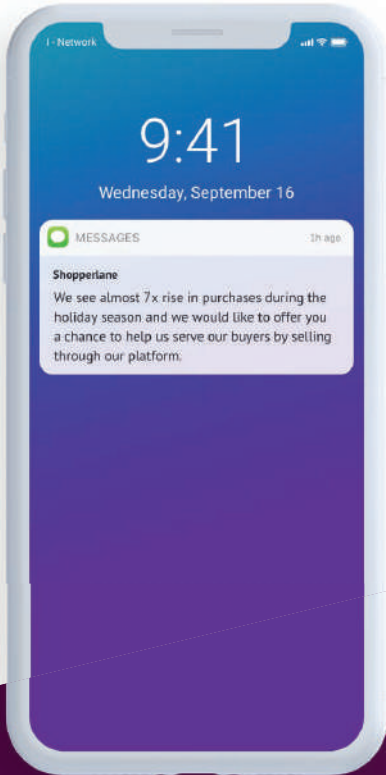 I - Network
9:41
Wednesday, September 16
MESSAGES 1h ago
Shopperlane
We see almost 7x rise in purchases during the
holiday season and we would like to offer you
a chance to help us serve our buyers by selling
through our platform.